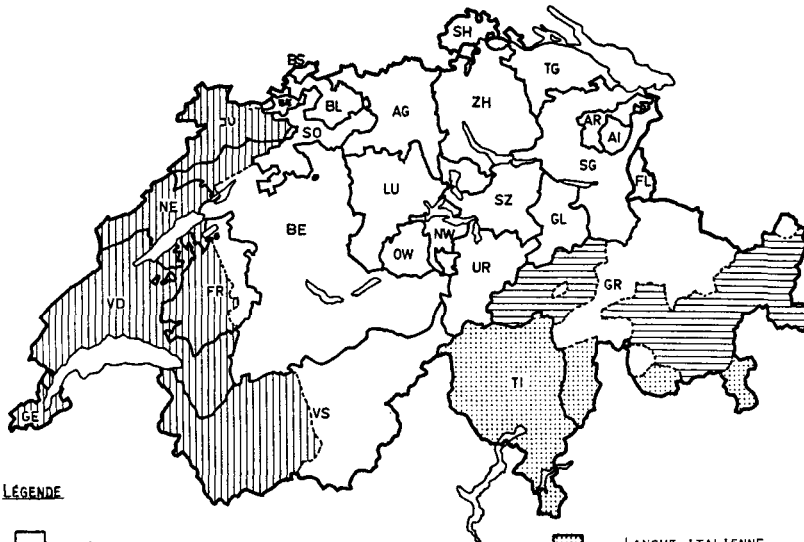 SH
BS
TG
BL
AG
ZH
JU
SO
AR
AI
SG
NE
LU
SZ
FL
BE
GL
OW
NW
UR
VD
FR
GR
TI
GE
VS
LÉGENDE
LANGUE ITALIENNE